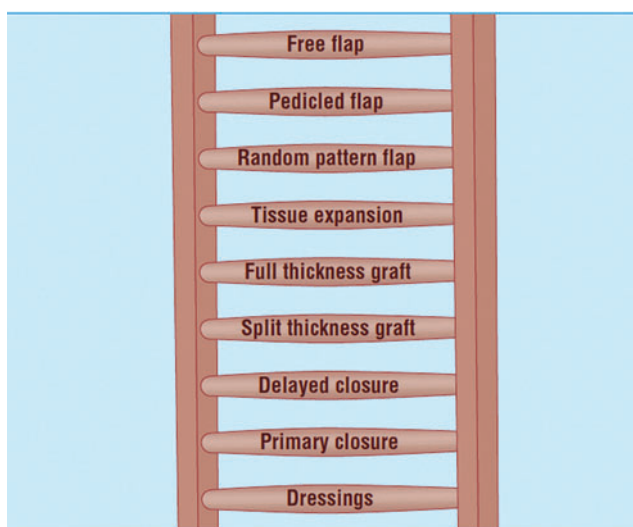 Free flap
Pedicled flap
Random pattern flap
Tissue expansion
Full thickness graft
Split thickness graft
Delayed closure
Primary closure
Dressings